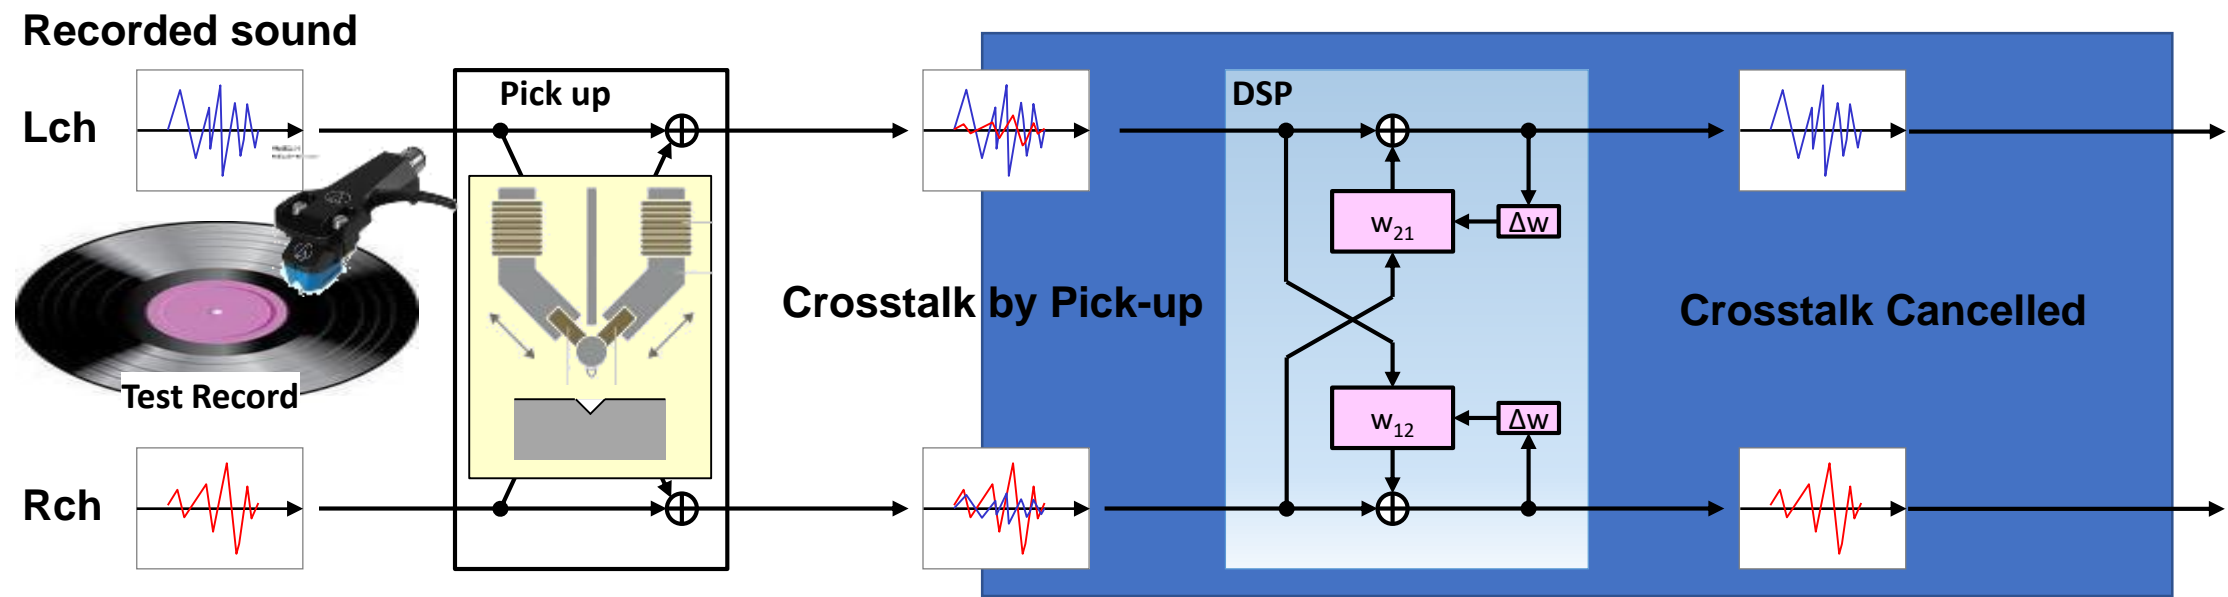 Recorded sound
Lch
Pick up
DSP
w21
Δw
Crosstalk by Pick-up
Crosstalk Cancelled
Test Record
w12
Δw
Rch